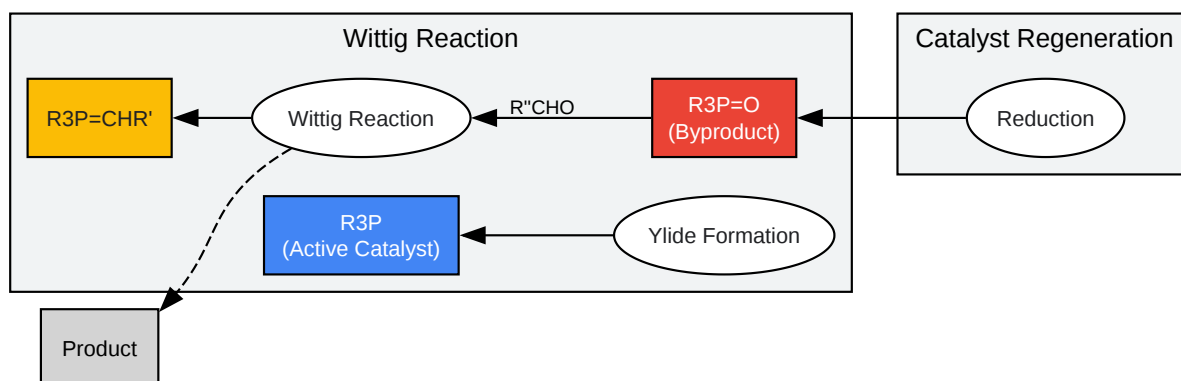 Wittig Reaction
Catalyst Regeneration
R3P=CHR'
Wittig Reaction
R"CHO
R3P=O
(Byproduct)
Reduction
R3P
(Active Catalyst)
Ylide Formation
Product